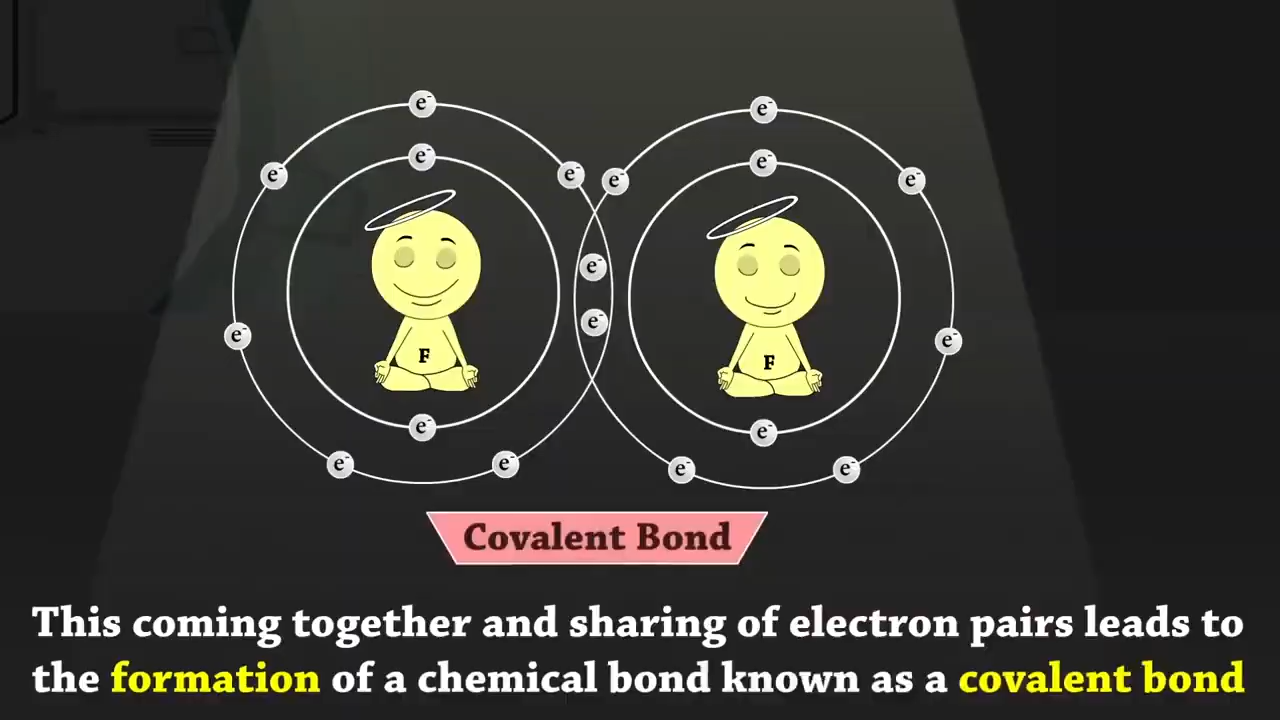 e⁻ e⁻
e⁻ e⁻
e⁻ e⁻ e⁻ e⁻
e⁻
e⁻
e⁻ e⁻
F F
e⁻ e⁻
e⁻ e⁻ e⁻ e⁻
Covalent Bond
This coming together and sharing of electron pairs leads to
the formation of a chemical bond known as a covalent bond